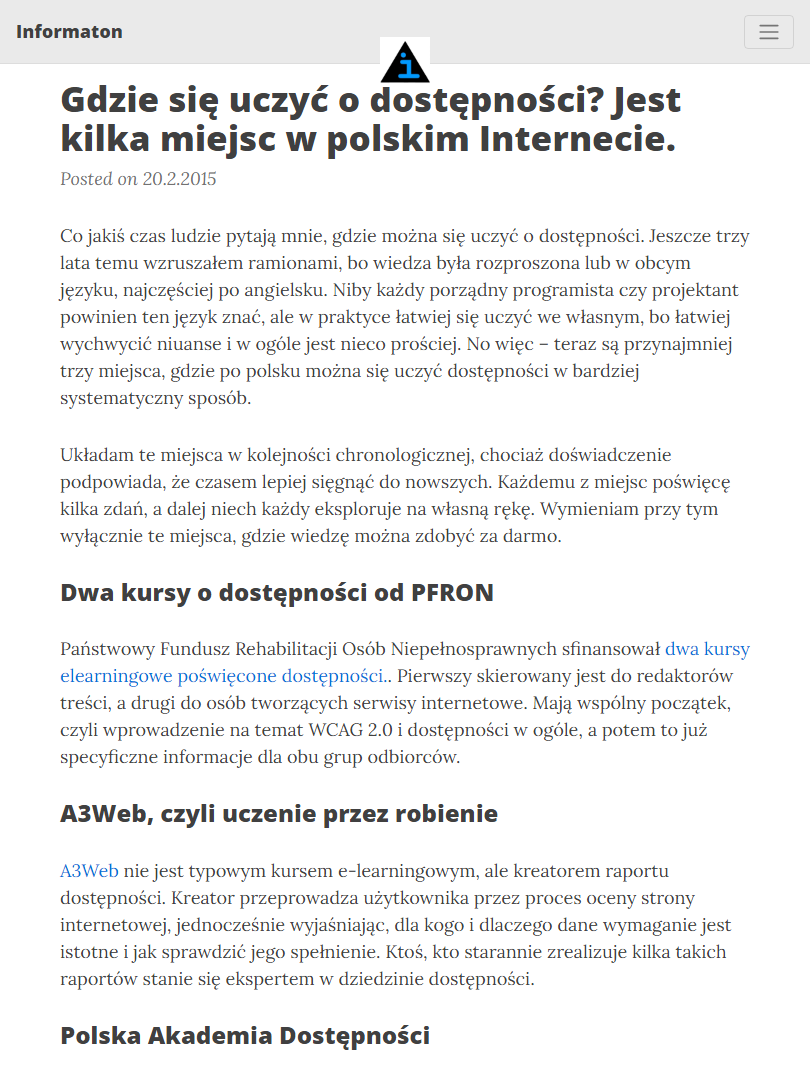 Informaton
i
Gdzie się uczyć o dostępności? Jest
kilka miejsc w polskim Internecie.
Posted on 20.2.2015
Co jakiś czas ludzie pytają mnie, gdzie można się uczyć o dostępności. Jeszcze trzy
lata temu wzruszałem ramionami, bo wiedza była rozproszona lub w obcym
języku, najczęściej po angielsku. Niby każdy porządny programista czy projektant
powinien ten język znać, ale w praktyce łatwiej się uczyć we własnym, bo łatwiej
wychwycić niuanse i w ogóle jest nieco prościej. No więc – teraz są przynajmniej
trzy miejsca, gdzie po polsku można się uczyć dostępności w bardziej
systematyczny sposób.
Układam te miejsca w kolejności chronologicznej, chociaż doświadczenie
podpowiada, że czasem lepiej sięgnąć do nowszych. Każdemu z miejsc poświęcę
kilka zdań, a dalej niech każdy eksploruje na własną rękę. Wymieniam przy tym
wyłącznie te miejsca, gdzie wiedzę można zdobyć za darmo.
Dwa kursy o dostępności od PFRON
Państwowy Fundusz Rehabilitacji Osób Niepełnosprawnych sfinansował dwa kursy
elearningowe poświęcone dostępności.. Pierwszy skierowany jest do redaktorów
treści, a drugi do osób tworzących serwisy internetowe. Mają wspólny początek,
czyli wprowadzenie na temat WCAG 2.0 i dostępności w ogóle, a potem to już
specyficzne informacje dla obu grup odbiorców.
A3Web, czyli uczenie przez robienie
A3Web nie jest typowym kursem e-learningowym, ale kreatorem raportu
dostępności. Kreator przeprowadza użytkownika przez proces oceny strony
internetowej, jednocześnie wyjaśniając, dla kogo i dlaczego dane wymaganie jest
istotne i jak sprawdzić jego spełnienie. Ktoś, kto starannie zrealizuje kilka takich
raportów stanie się ekspertem w dziedzinie dostępności.
Polska Akademia Dostępności